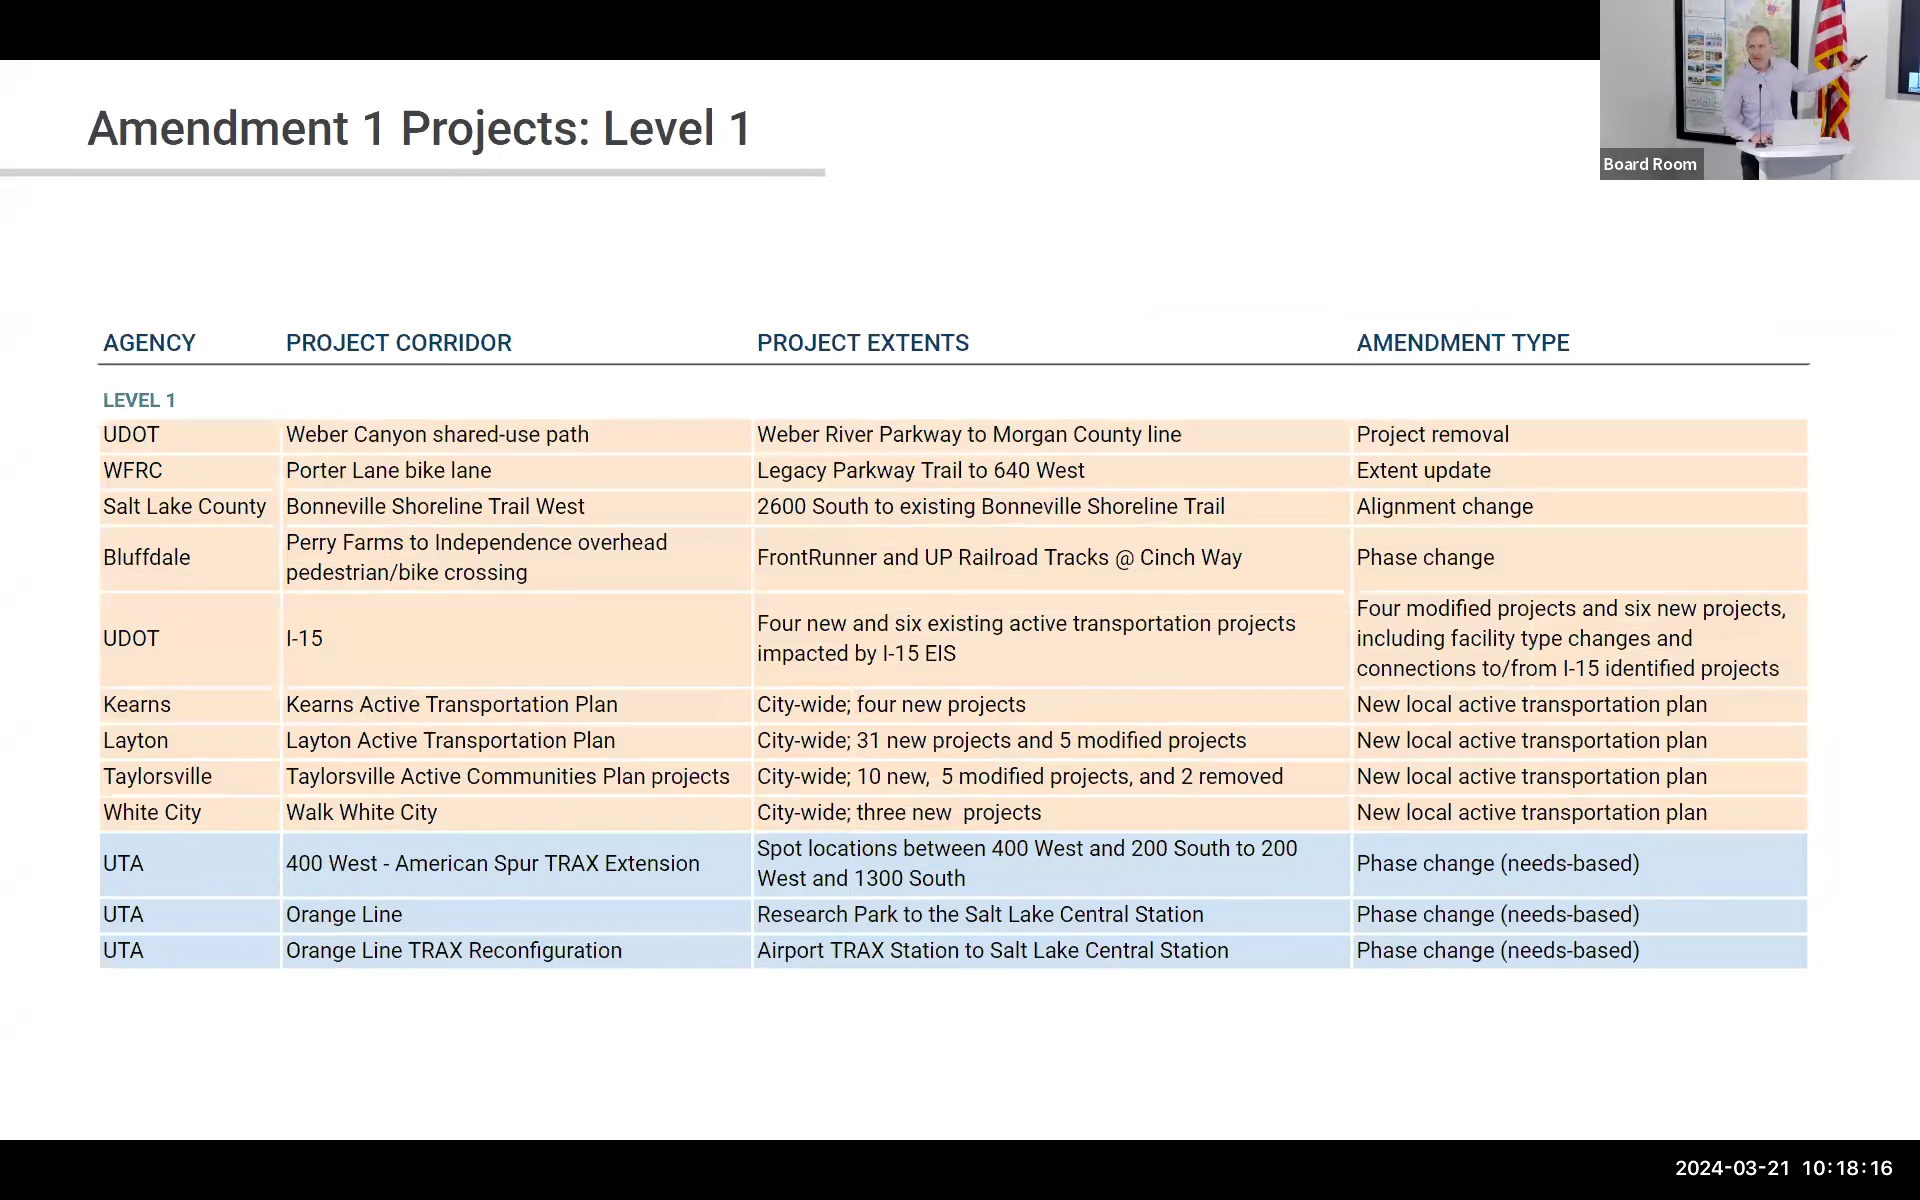 Amendment 1 Projects: Level 1
Board Room
AGENCY PROJECT CORRIDOR PROJECT EXTENTS AMENDMENT TYPE
LEVEL 1
UDOT Weber Canyon shared-use path Weber River Parkway to Morgan County line Project removal
WFRC Porter Lane bike lane Legacy Parkway Trail to 640 West Extent update
Salt Lake County Bonneville Shoreline Trail West 2600 South to existing Bonneville Shoreline Trail Alignment change
Bluffdale
Perry Farms to Independence overhead
pedestrian/bike crossing
FrontRunner and UP Railroad Tracks @ Cinch Way
Phase change
UDOT
I-15
Four new and six existing active transportation projects
impacted by I-15 EIS
Four modified projects and six new projects,
including facility type changes and
connections to/from I-15 identified projects
Kearns Kearns Active Transportation Plan City-wide; four new projects New local active transportation plan
Layton Layton Active Transportation Plan City-wide; 31 new projects and 5 modified projects New local active transportation plan
Taylorsville Taylorsville Active Communities Plan projects City-wide; 10 new,  5 modified projects, and 2 removed New local active transportation plan
White City Walk White City City-wide; three new  projects New local active transportation plan
UTA
400 West - American Spur TRAX Extension
Spot locations between 400 West and 200 South to 200
West and 1300 South
Phase change (needs-based)
UTA Orange Line Research Park to the Salt Lake Central Station Phase change (needs-based)
UTA Orange Line TRAX Reconfiguration Airport TRAX Station to Salt Lake Central Station Phase change (needs-based)
2024-03-21 10:18:16